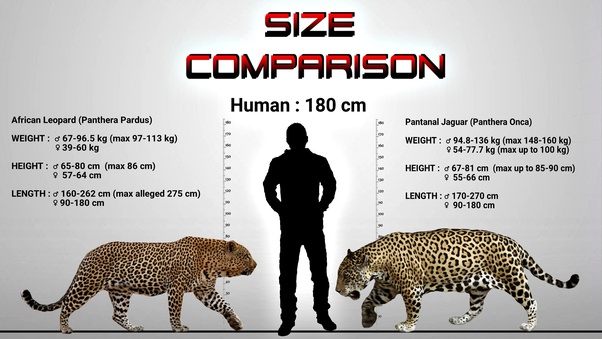 SIZE
COMPARISON
Human : 180 cm
African Leopard (Panthera Pardus)
WEIGHT : ♂ 67-96.5 kg (max 97-113 kg)
♀ 39-60 kg
HEIGHT : ♂ 65-80 cm (max 86 cm)
♀ 57-64 cm
LENGTH : ♂ 160-262 cm (max alleged 275 cm)
♀ 90-180 cm
Pantanal Jaguar (Panthera Onca)
WEIGHT : ♂ 94.8-136 kg (max 148-160 kg)
♀ 54-77.7 kg (max up to 100 kg)
HEIGHT : ♂ 67-81 cm (max up to 85-90 cm)
♀ 55-66 cm
LENGTH : ♂ 170-270 cm
♀ 90-180 cm